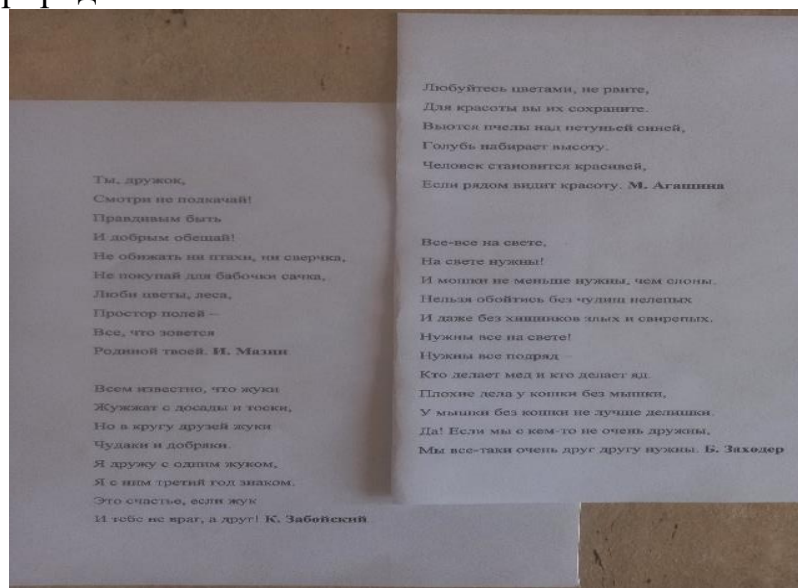 Ты, дружок,
Смотри не подкачай!
Правдивым быть
И добрым обещай!
Не обижать ни птахи, ни сверчка,
Не покупай для бабочки сачка,
Люби цветы, леса,
Простор полей –
Все, что зовется
Родиной твоей. И. Мазин
Всем известно, что жуки
Жужжат с досады и тоски,
Но в кругу друзей жуки
Чудаки и добряки.
Я дружу с одним жуком,
Я с ним третий год знаком.
Это счастье, если жук
И тебе не враг, а друг! К. Забойский
Любуйтесь цветами, не рвите,
Для красоты вы их сохраните.
Вьются пчелы над петуньей синей,
Голубь набирает высоту.
Человек становится красивей,
Если рядом видит красоту. М. Агашина
Все-все на свете,
На свете нужны!
И мошки не меньше нужны, чем слоны.
Нельзя обойтись без чудищ нелепых
И даже без хищников злых и свирепых.
Нужны все на свете!
Нужны все подряд –
Кто делает мед и кто делает яд.
Плохие дела у кошки без мышки,
У мышки без кошки не лучше делишки.
Да! Если мы с кем-то не очень дружны,
Мы все-таки очень друг другу нужны. Б. Заходер